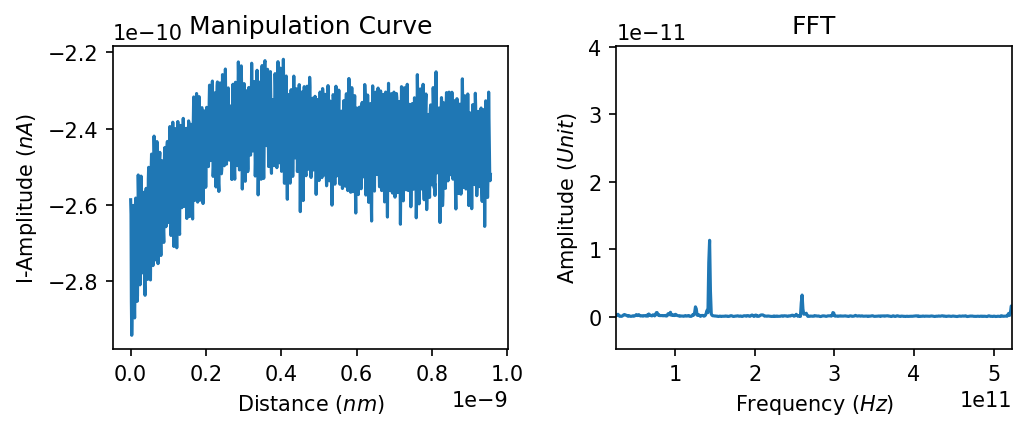 Manipulation Curve
1e−10
−2.2
−2.4
−2.6
−2.8
I-Amplitude (nA)
0.0 0.2 0.4 0.6 0.8 1.0
1e−9
Distance (nm)
FFT
1e−11
4
3
2
1
0
Amplitude (Unit)
1 2 3 4 5
1e11
Frequency (Hz)